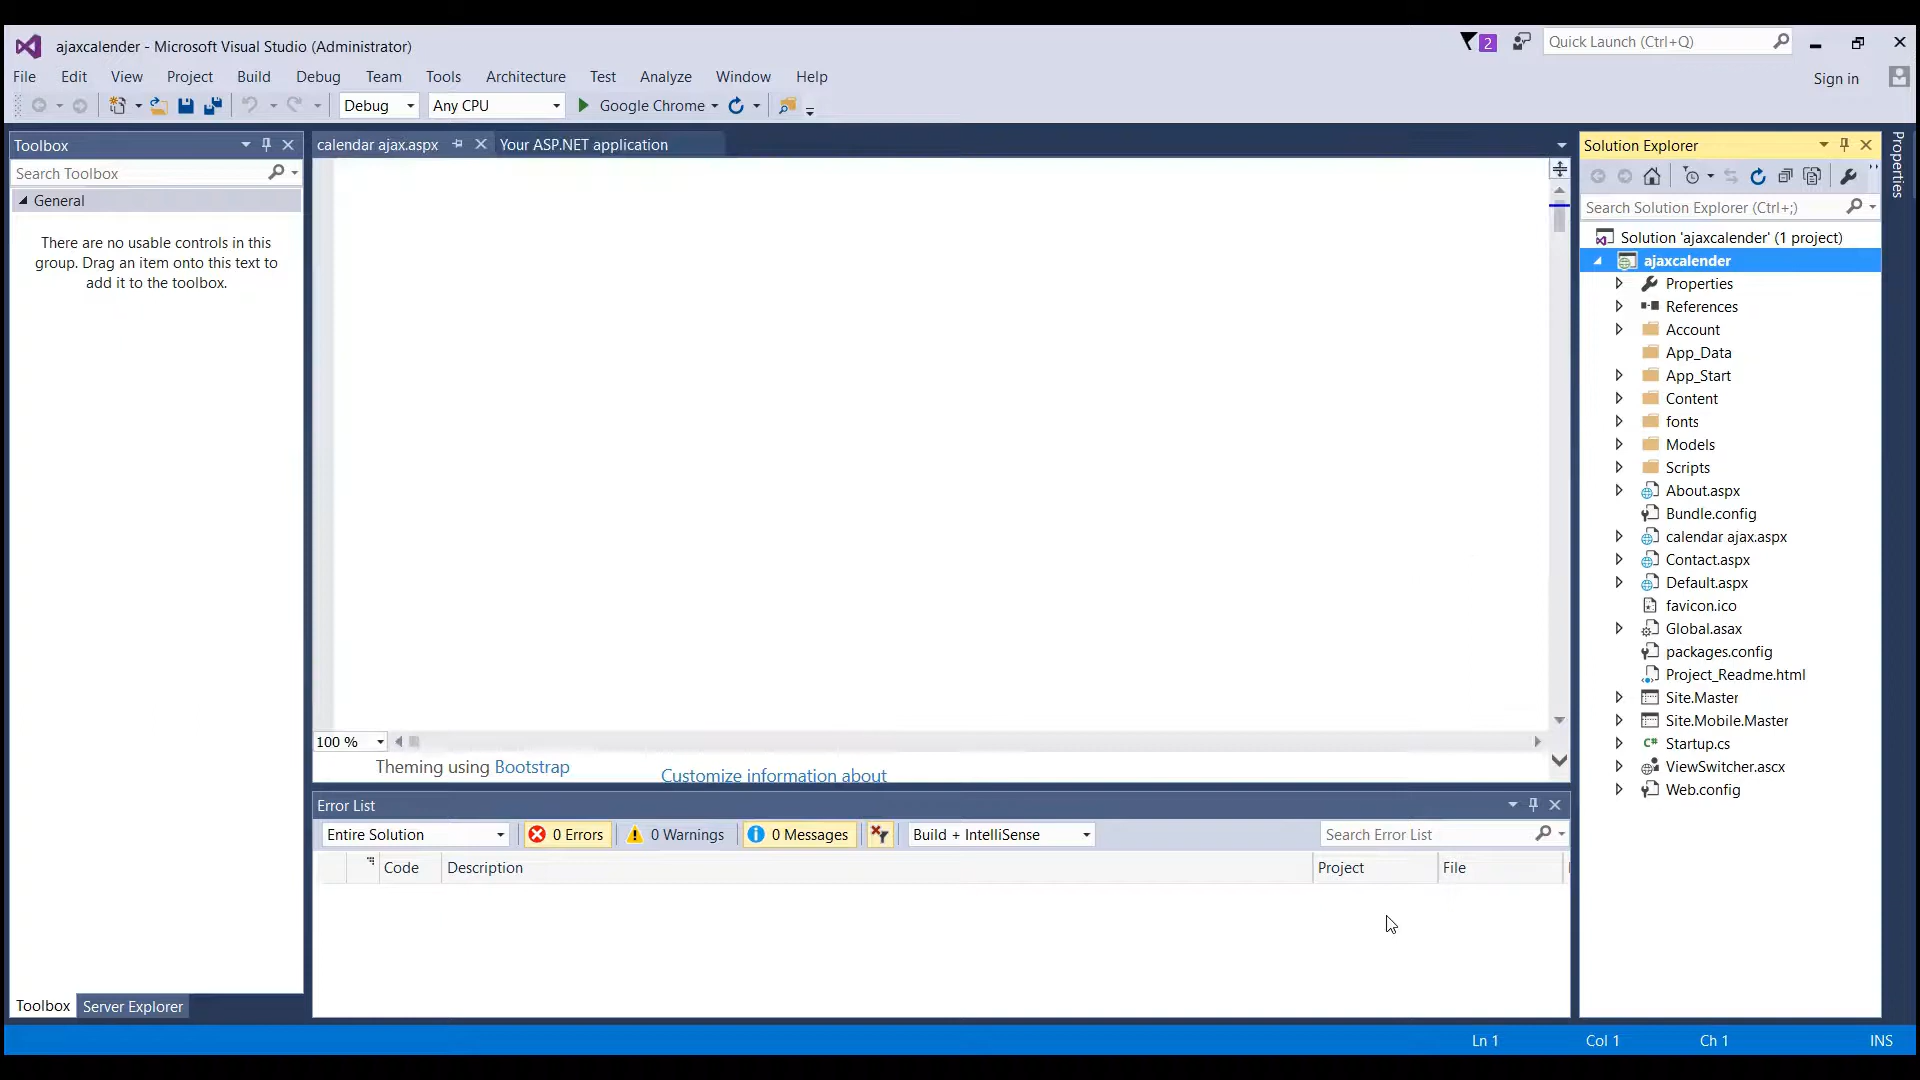 ajaxcalender - Microsoft Visual Studio (Administrator)
2
Quick Launch (Ctrl+Q)
File Edit View Project Build Debug Team Tools Architecture Test Analyze Window Help
Sign in
Debug Any CPU Google Chrome
Toolbox
calendar ajax.aspx
Your ASP.NET application
Solution Explorer
Properties
Search Toolbox
General
There are no usable controls in this
group. Drag an item onto this text to
add it to the toolbox.
Search Solution Explorer (Ctrl+;)
Solution 'ajaxcalender' (1 project)
ajaxcalender
Properties
References
Account
App_Data
App_Start
Content
fonts
Models
Scripts
About.aspx
Bundle.config
calendar ajax.aspx
Contact.aspx
Default.aspx
favicon.ico
Global.asax
packages.config
Project_Readme.html
Site.Master
Site.Mobile.Master
Startup.cs
ViewSwitcher.ascx
Web.config
100 %
Theming using Bootstrap
Customize information about
Error List
Entire Solution
0 Errors
0 Warnings
0 Messages
Build + IntelliSense
Search Error List
Code
Description
Project
File
Toolbox
Server Explorer
Ln 1
Col 1
Ch 1
INS